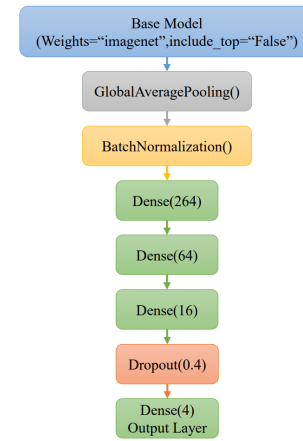 Base Model
(Weights=“imagenet”,include_top=“False”)
GlobalAveragePooling()
BatchNormalization()
Dense(264)
Dense(64)
Dense(16)
Dropout(0.4)
Dense(4)
Output Layer